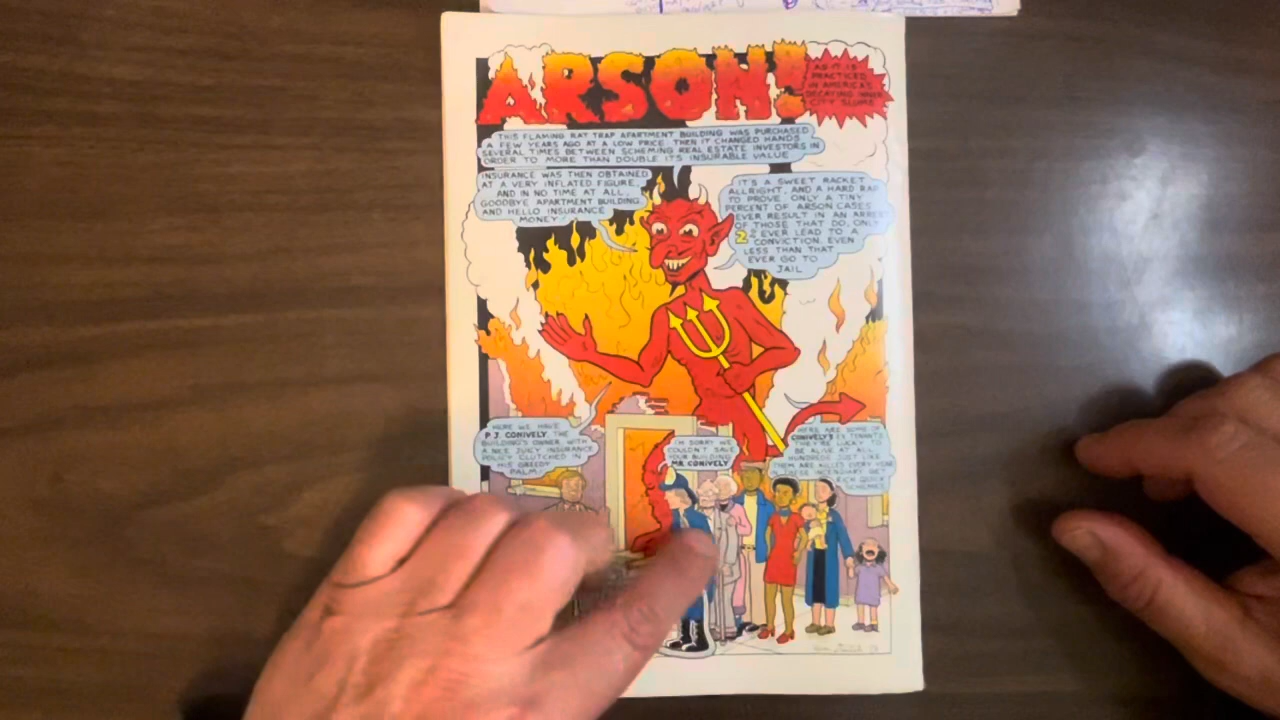 ARSON!
AS IT IS
PRACTICED
IN AMERICA'S
DECAYING INNER
CITY SLUMS
THIS FLAMING RAT TRAP APARTMENT BUILDING WAS PURCHASED
A FEW YEARS AGO AT A LOW PRICE. THEN IT CHANGED HANDS
SEVERAL TIMES BETWEEN SCHEMING REAL ESTATE INVESTORS IN
ORDER TO MORE THAN DOUBLE ITS INSURABLE VALUE
INSURANCE WAS THEN OBTAINED
AT A VERY INFLATED FIGURE,
AND IN NO TIME AT ALL,
GOODBYE APARTMENT BUILDING
AND HELLO INSURANCE
MONEY!
IT'S A SWEET RACKET
ALLRIGHT, AND A HARD RAP
TO PROVE. ONLY A TINY
PERCENT OF ARSON CASES
EVER RESULT IN AN ARREST
OF THOSE THAT DO, ONLY
2% EVER LEAD TO A
CONVICTION. EVEN
LESS THAN THAT
EVER GO TO
JAIL
HERE WE HAVE
P.J. CONIVELY, THE
BUILDING'S OWNER, WITH
A NICE JUICY INSURANCE
POLICY CLUTCHED IN
HIS GREEDY
PALM!
I'M SORRY WE
COULDN'T SAVE
YOUR BUILDING
MR. CONIVELY
HERE ARE SOME OF
CONIVELY'S EX TENANTS
THEY'RE LUCKY TO
BE ALIVE AT ALL.
HUNDREDS JUST LIKE
THEM ARE KILLED EVERY YEAR
IN THESE INCENDIARY GET
RICH QUICK
SCHEMES